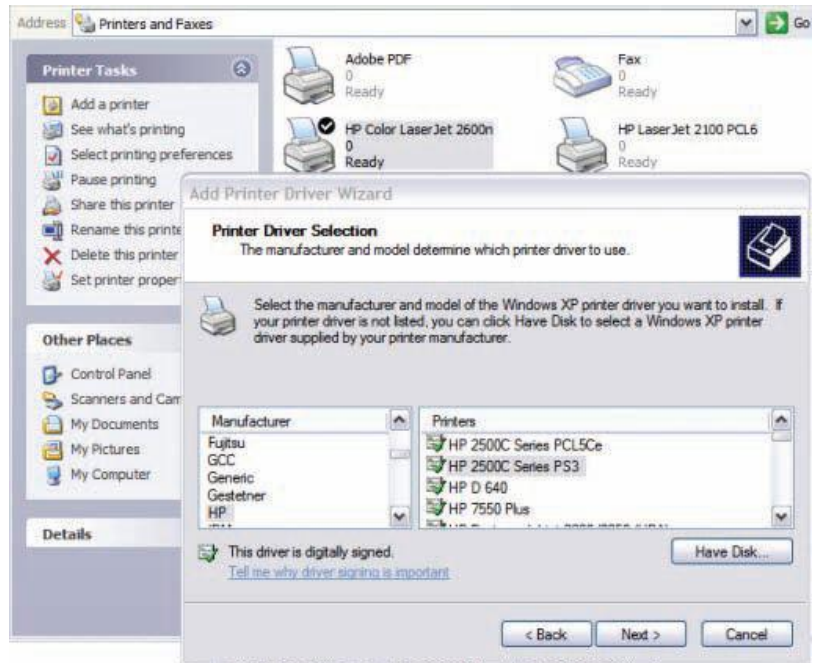 Address Printers and Faxes Go
Printer Tasks
Add a printer
See what's printing
Select printing preferences
Pause printing
Share this printer
Rename this printe
Delete this printer
Set printer proper
Other Places
Control Panel
Scanners and Cam
My Documents
My Pictures
My Computer
Details
Adobe PDF
0
Ready
Fax
0
Ready
HP Color LaserJet 2600n
0
Ready
HP LaserJet 2100 PCL6
0
Ready
Add Printer Driver Wizard
Printer Driver Selection
The manufacturer and model determine which printer driver to use.
Select the manufacturer and model of the Windows XP printer driver you want to install. If
your printer driver is not listed, you can click Have Disk to select a Windows XP printer
driver supplied by your printer manufacturer.
Manufacturer
Fujitsu
GCC
Generic
Gestetner
HP
IBM
Printers
HP 2500C Series PCL5Ce
HP 2500C Series PS3
HP D 640
HP 7550 Plus
This driver is digitally signed.
Tell me why driver signing is important
Have Disk...
< Back
Next >
Cancel